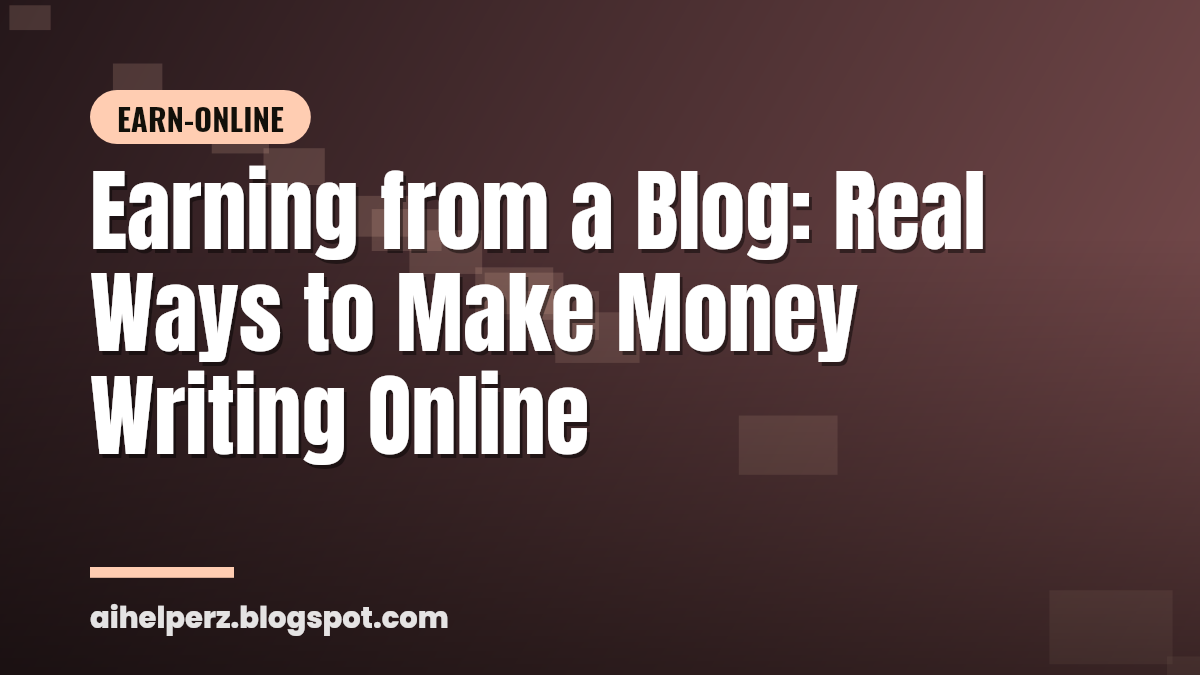 EARN-ONLINE
Earning from a Blog: Real
Ways to Make Money
Writing Online
aihelperz.blogspot.com